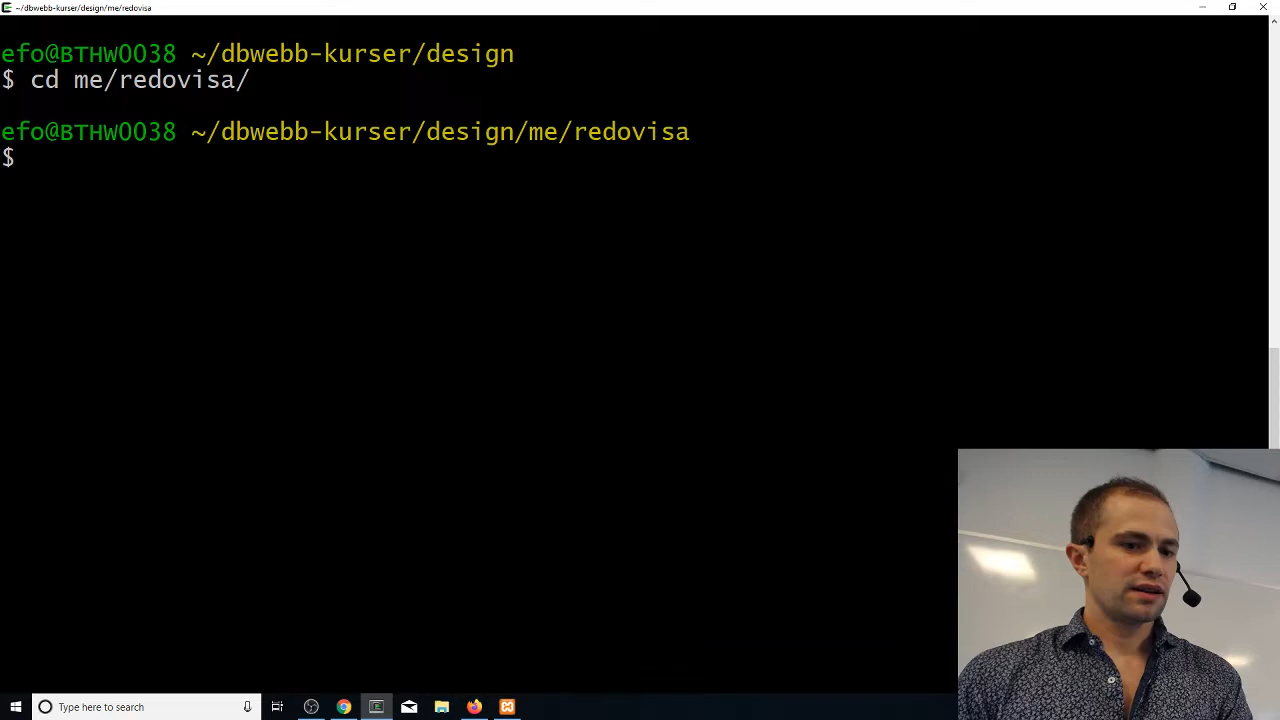 ~/dbwebb-kurser/design/me/redovisa
efo@BTHW0038 ~/dbwebb-kurser/design
$ cd me/redovisa/
efo@BTHW0038 ~/dbwebb-kurser/design/me/redovisa
$
Type here to search